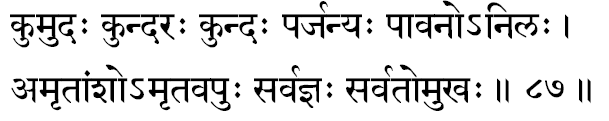 कुमुदः कुन्दरः कुन्दः पर्जन्यः पावनोऽनिलः।
अमृतांशोऽमृतवपुः सर्वज्ञः सर्वतोमुखः॥ ८७॥